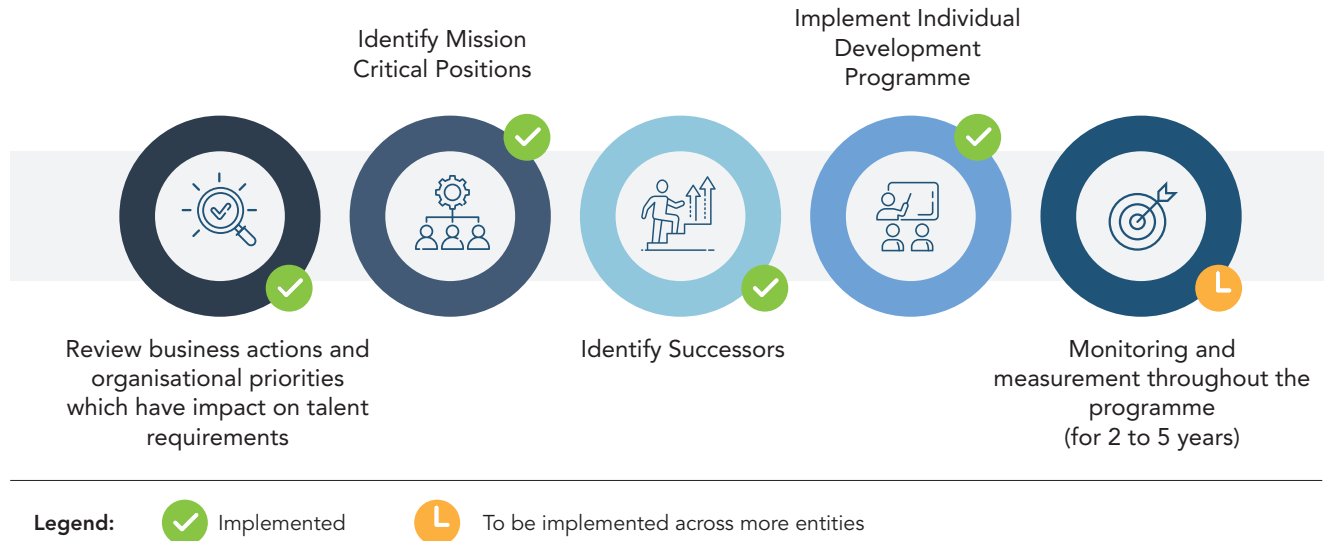 Identify Mission
Critical Positions
Implement Individual
Development
Programme
Review business actions and
organisational priorities
which have impact on talent
requirements
Identify Successors
Monitoring and
measurement throughout the
programme
(for 2 to 5 years)
Legend:
Implemented
To be implemented across more entities